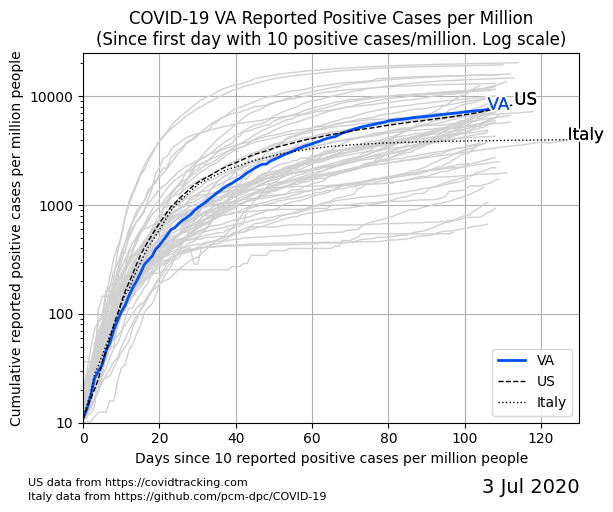 COVID-19 VA Reported Positive Cases per Million
(Since first day with 10 positive cases/million. Log scale)
Cumulative reported positive cases per million people
10000
1000
100
10
VA
US
Italy
VA
US
Italy
0
20
40
60
80
100
120
Days since 10 reported positive cases per million people
US data from https://covidtracking.com
Italy data from https://github.com/pcm-dpc/COVID-19
3 Jul 2020